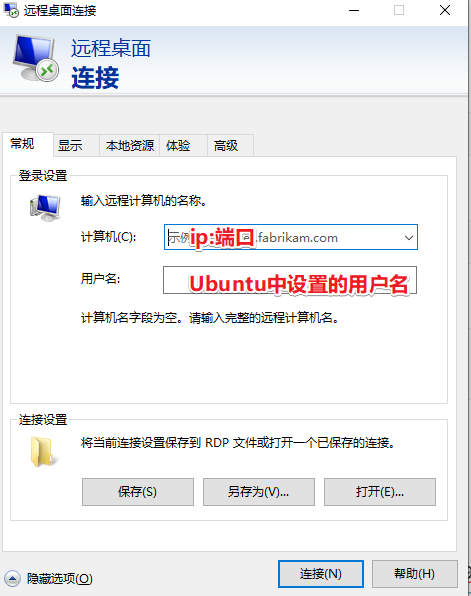 远程桌面连接
远程桌面
连接
常规 显示 本地资源 体验 高级
登录设置
输入远程计算机的名称。
计算机(C): 示例 ip:端口 .fabrikam.com
用户名: Ubuntu中设置的用户名
计算机名字段为空。请输入完整的远程计算机名。
连接设置
将当前连接设置保存到 RDP 文件或打开一个已保存的连接。
保存(S) 另存为(V)... 打开(E)...
隐藏选项(O) 连接(N) 帮助(H)